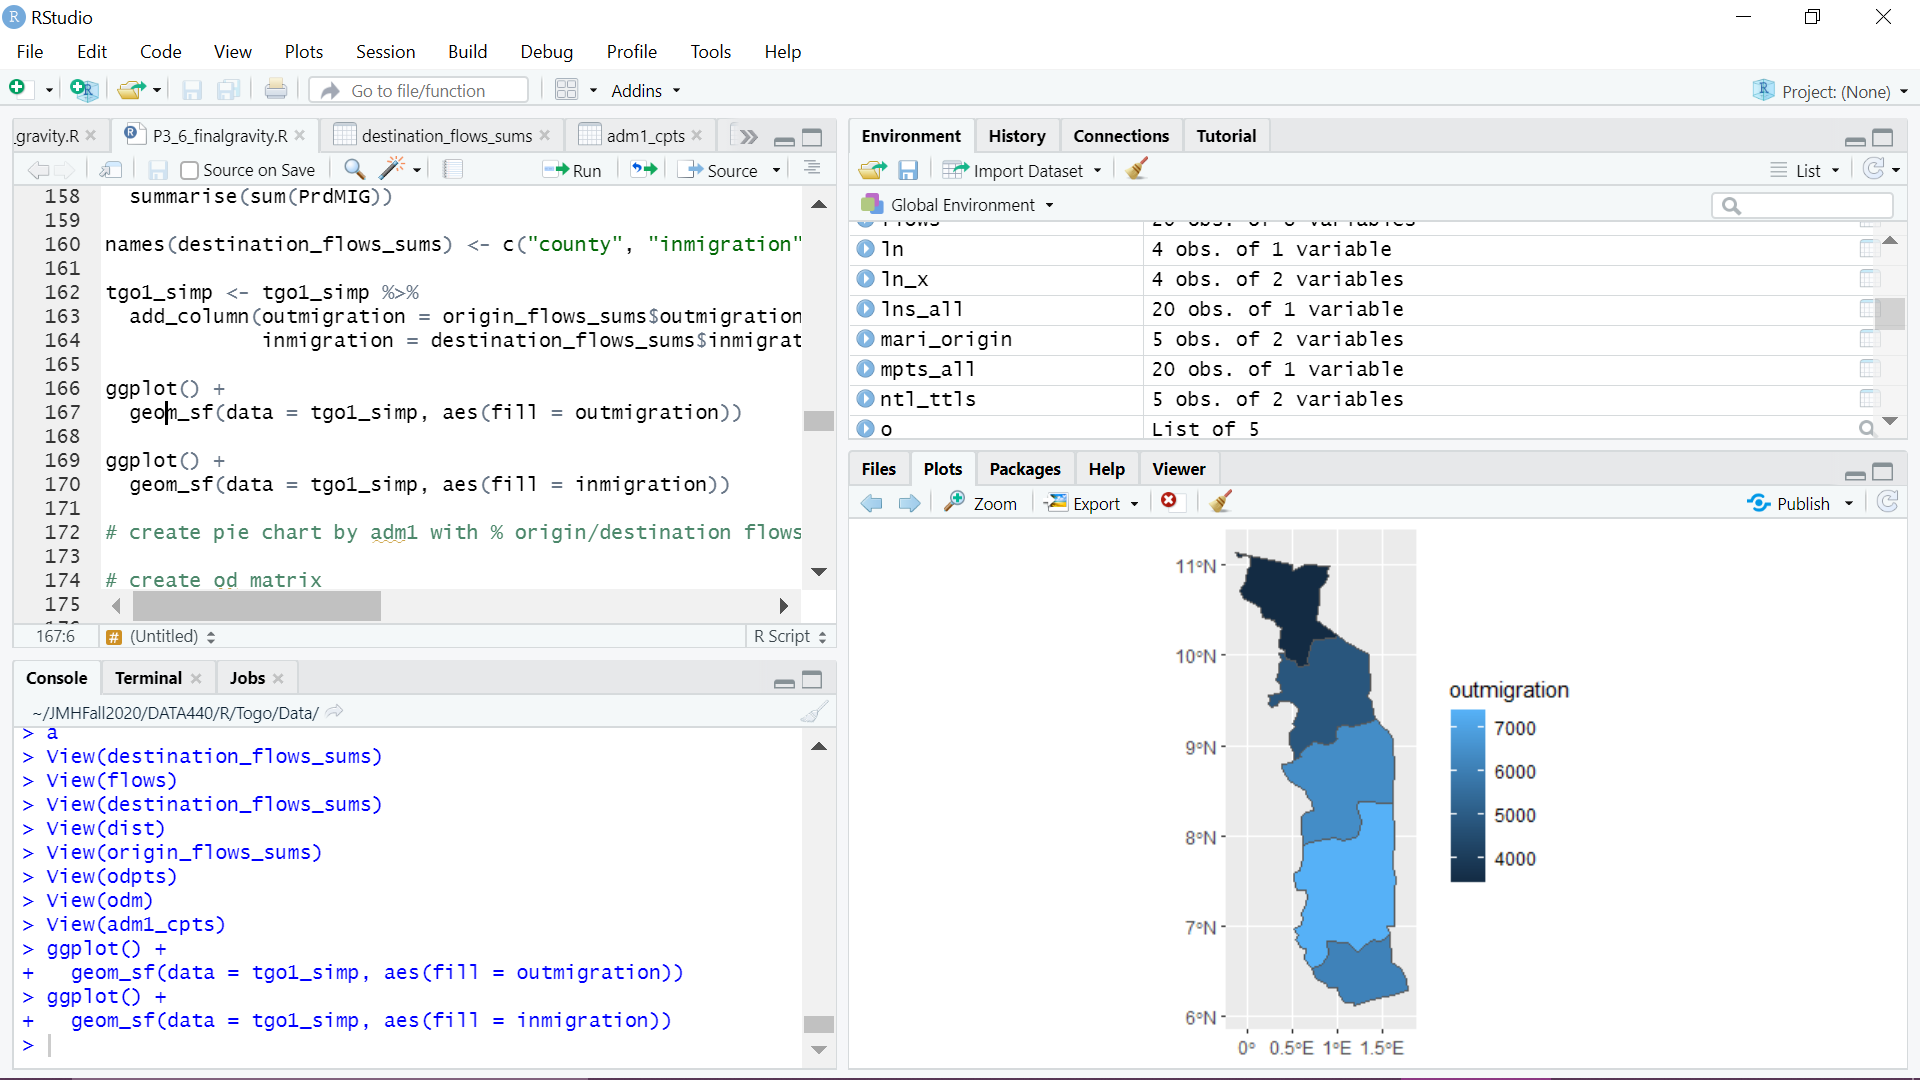 RStudio
File Edit Code View Plots Session Build Debug Profile Tools Help
Go to file/function Addins Project: (None)
gravity.R P3_6_finalgravity.R destination_flows_sums adm1_cpts
Source on Save Run Source
158 summarise(sum(PrdMIG))
159
160 names(destination_flows_sums) <- c("county", "inmigration"
161
162 tgo1_simp <- tgo1_simp %>%
163 add_column(outmigration = origin_flows_sums$outmigration
164 inmigration = destination_flows_sums$inmigrat
165
166 ggplot() +
167 geom_sf(data = tgo1_simp, aes(fill = outmigration))
168
169 ggplot() +
170 geom_sf(data = tgo1_simp, aes(fill = inmigration))
171
172 # create pie chart by adm1 with % origin/destination flows
173
174 # create od matrix
175
167:6 # (Untitled) R Script
Console Terminal Jobs
~/JMHFall2020/DATA440/R/Togo/Data/
> a
> View(destination_flows_sums)
> View(flows)
> View(destination_flows_sums)
> View(dist)
> View(origin_flows_sums)
> View(odpts)
> View(odm)
> View(adm1_cpts)
> ggplot() +
+ geom_sf(data = tgo1_simp, aes(fill = outmigration))
> ggplot() +
+ geom_sf(data = tgo1_simp, aes(fill = inmigration))
>
Environment History Connections Tutorial
Import Dataset List
Global Environment
ln 4 obs. of 1 variable
ln_x 4 obs. of 2 variables
lns_all 20 obs. of 1 variable
mari_origin 5 obs. of 2 variables
mpts_all 20 obs. of 1 variable
ntl_ttls 5 obs. of 2 variables
o List of 5
Files Plots Packages Help Viewer
Zoom Export Publish
11°N
10°N
9°N
8°N
7°N
6°N
0° 0.5°E 1°E 1.5°E
outmigration
7000
6000
5000
4000